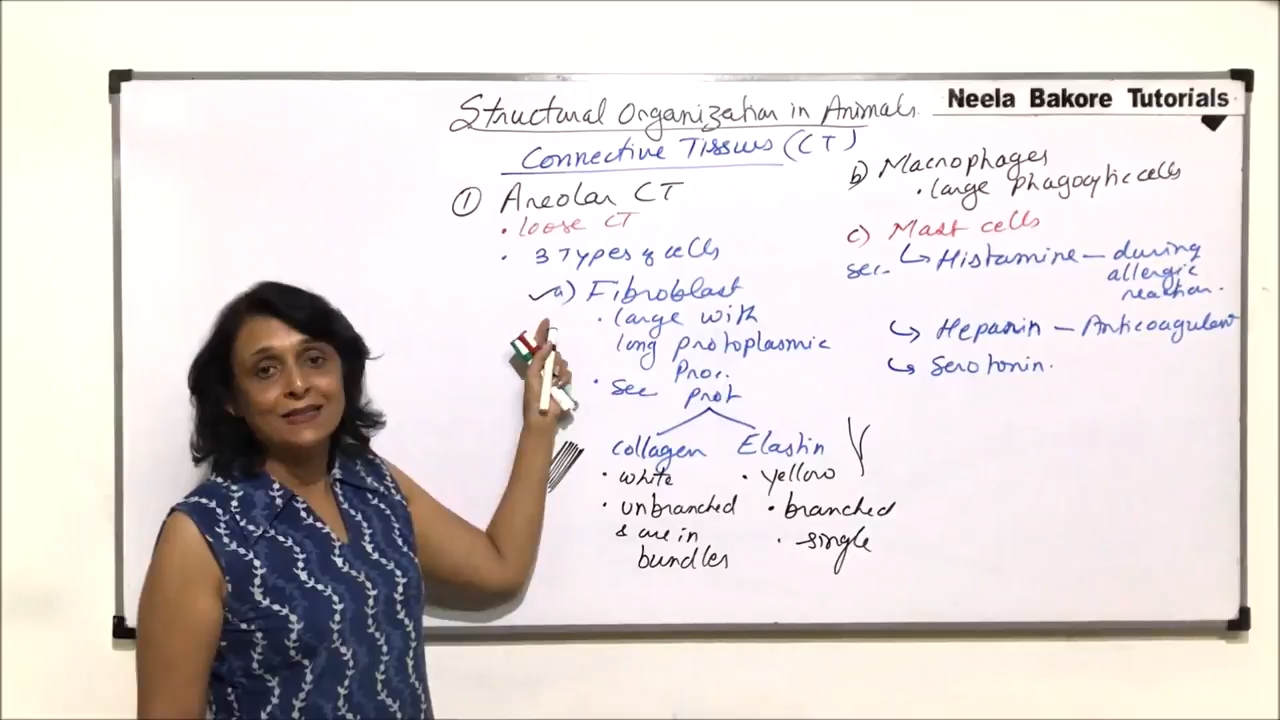 Structural Organization in Animals.
Neela Bakore Tutorials
Connective Tissues (CT)
① Areolar CT
• loose CT
• 3 Types of cells
✓a) Fibroblast
• large with
long protoplasmic
Proc.
• sec prot
Collagen Elastin
• white • yellow
• unbranched • branched
& are in • single
bundles
b) Macrophages
• large phagocytic cells
c) Mast cells
sec. ↳ Histamine – during
allergic
reaction.
↳ Heparin – Anticoagulant
↳ Serotonin.